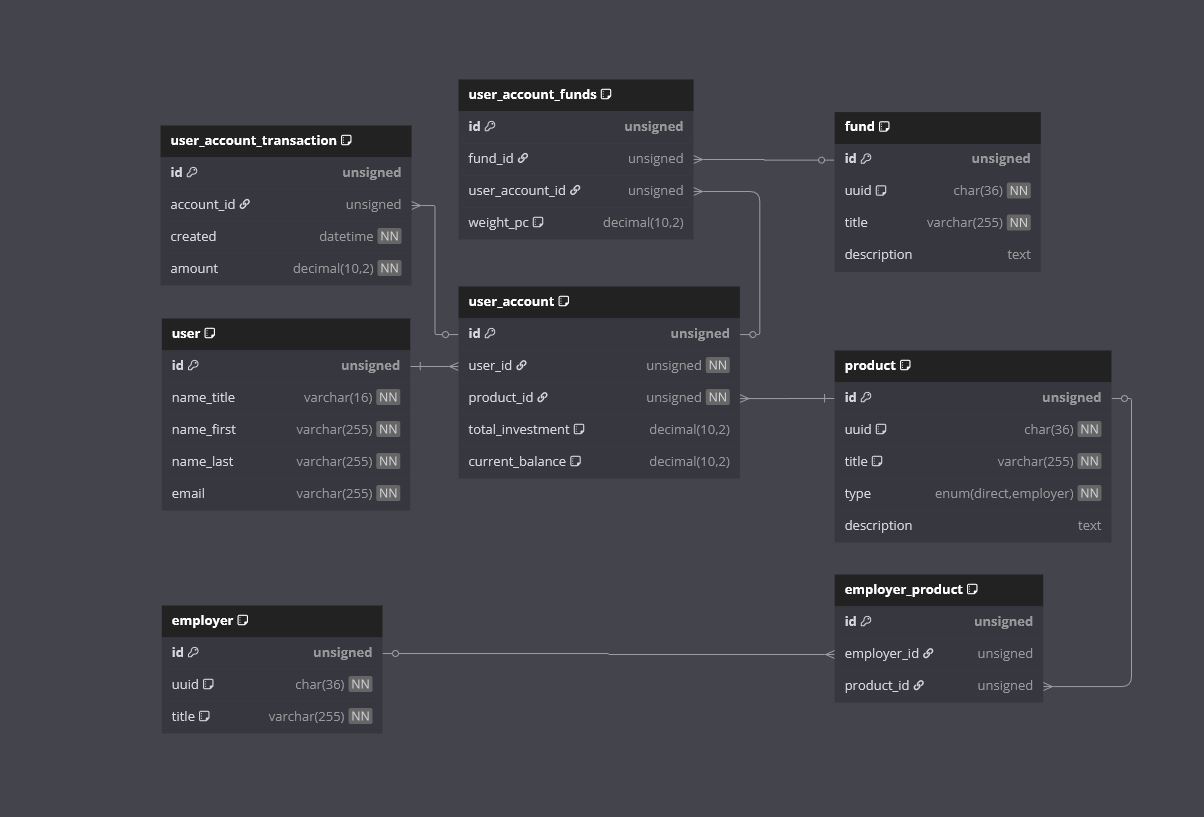 user_account_transaction
id unsigned
account_id unsigned
created datetime NN
amount decimal(10,2) NN
user_account_funds
id unsigned
fund_id unsigned
user_account_id unsigned
weight_pc decimal(10,2)
fund
id unsigned
uuid char(36) NN
title varchar(255) NN
description text
user
id unsigned
name_title varchar(16) NN
name_first varchar(255) NN
name_last varchar(255) NN
email varchar(255) NN
user_account
id unsigned
user_id unsigned NN
product_id unsigned NN
total_investment decimal(10,2)
current_balance decimal(10,2)
product
id unsigned
uuid char(36) NN
title varchar(255) NN
type enum(direct,employer) NN
description text
employer
id unsigned
uuid char(36) NN
title varchar(255) NN
employer_product
id unsigned
employer_id unsigned
product_id unsigned